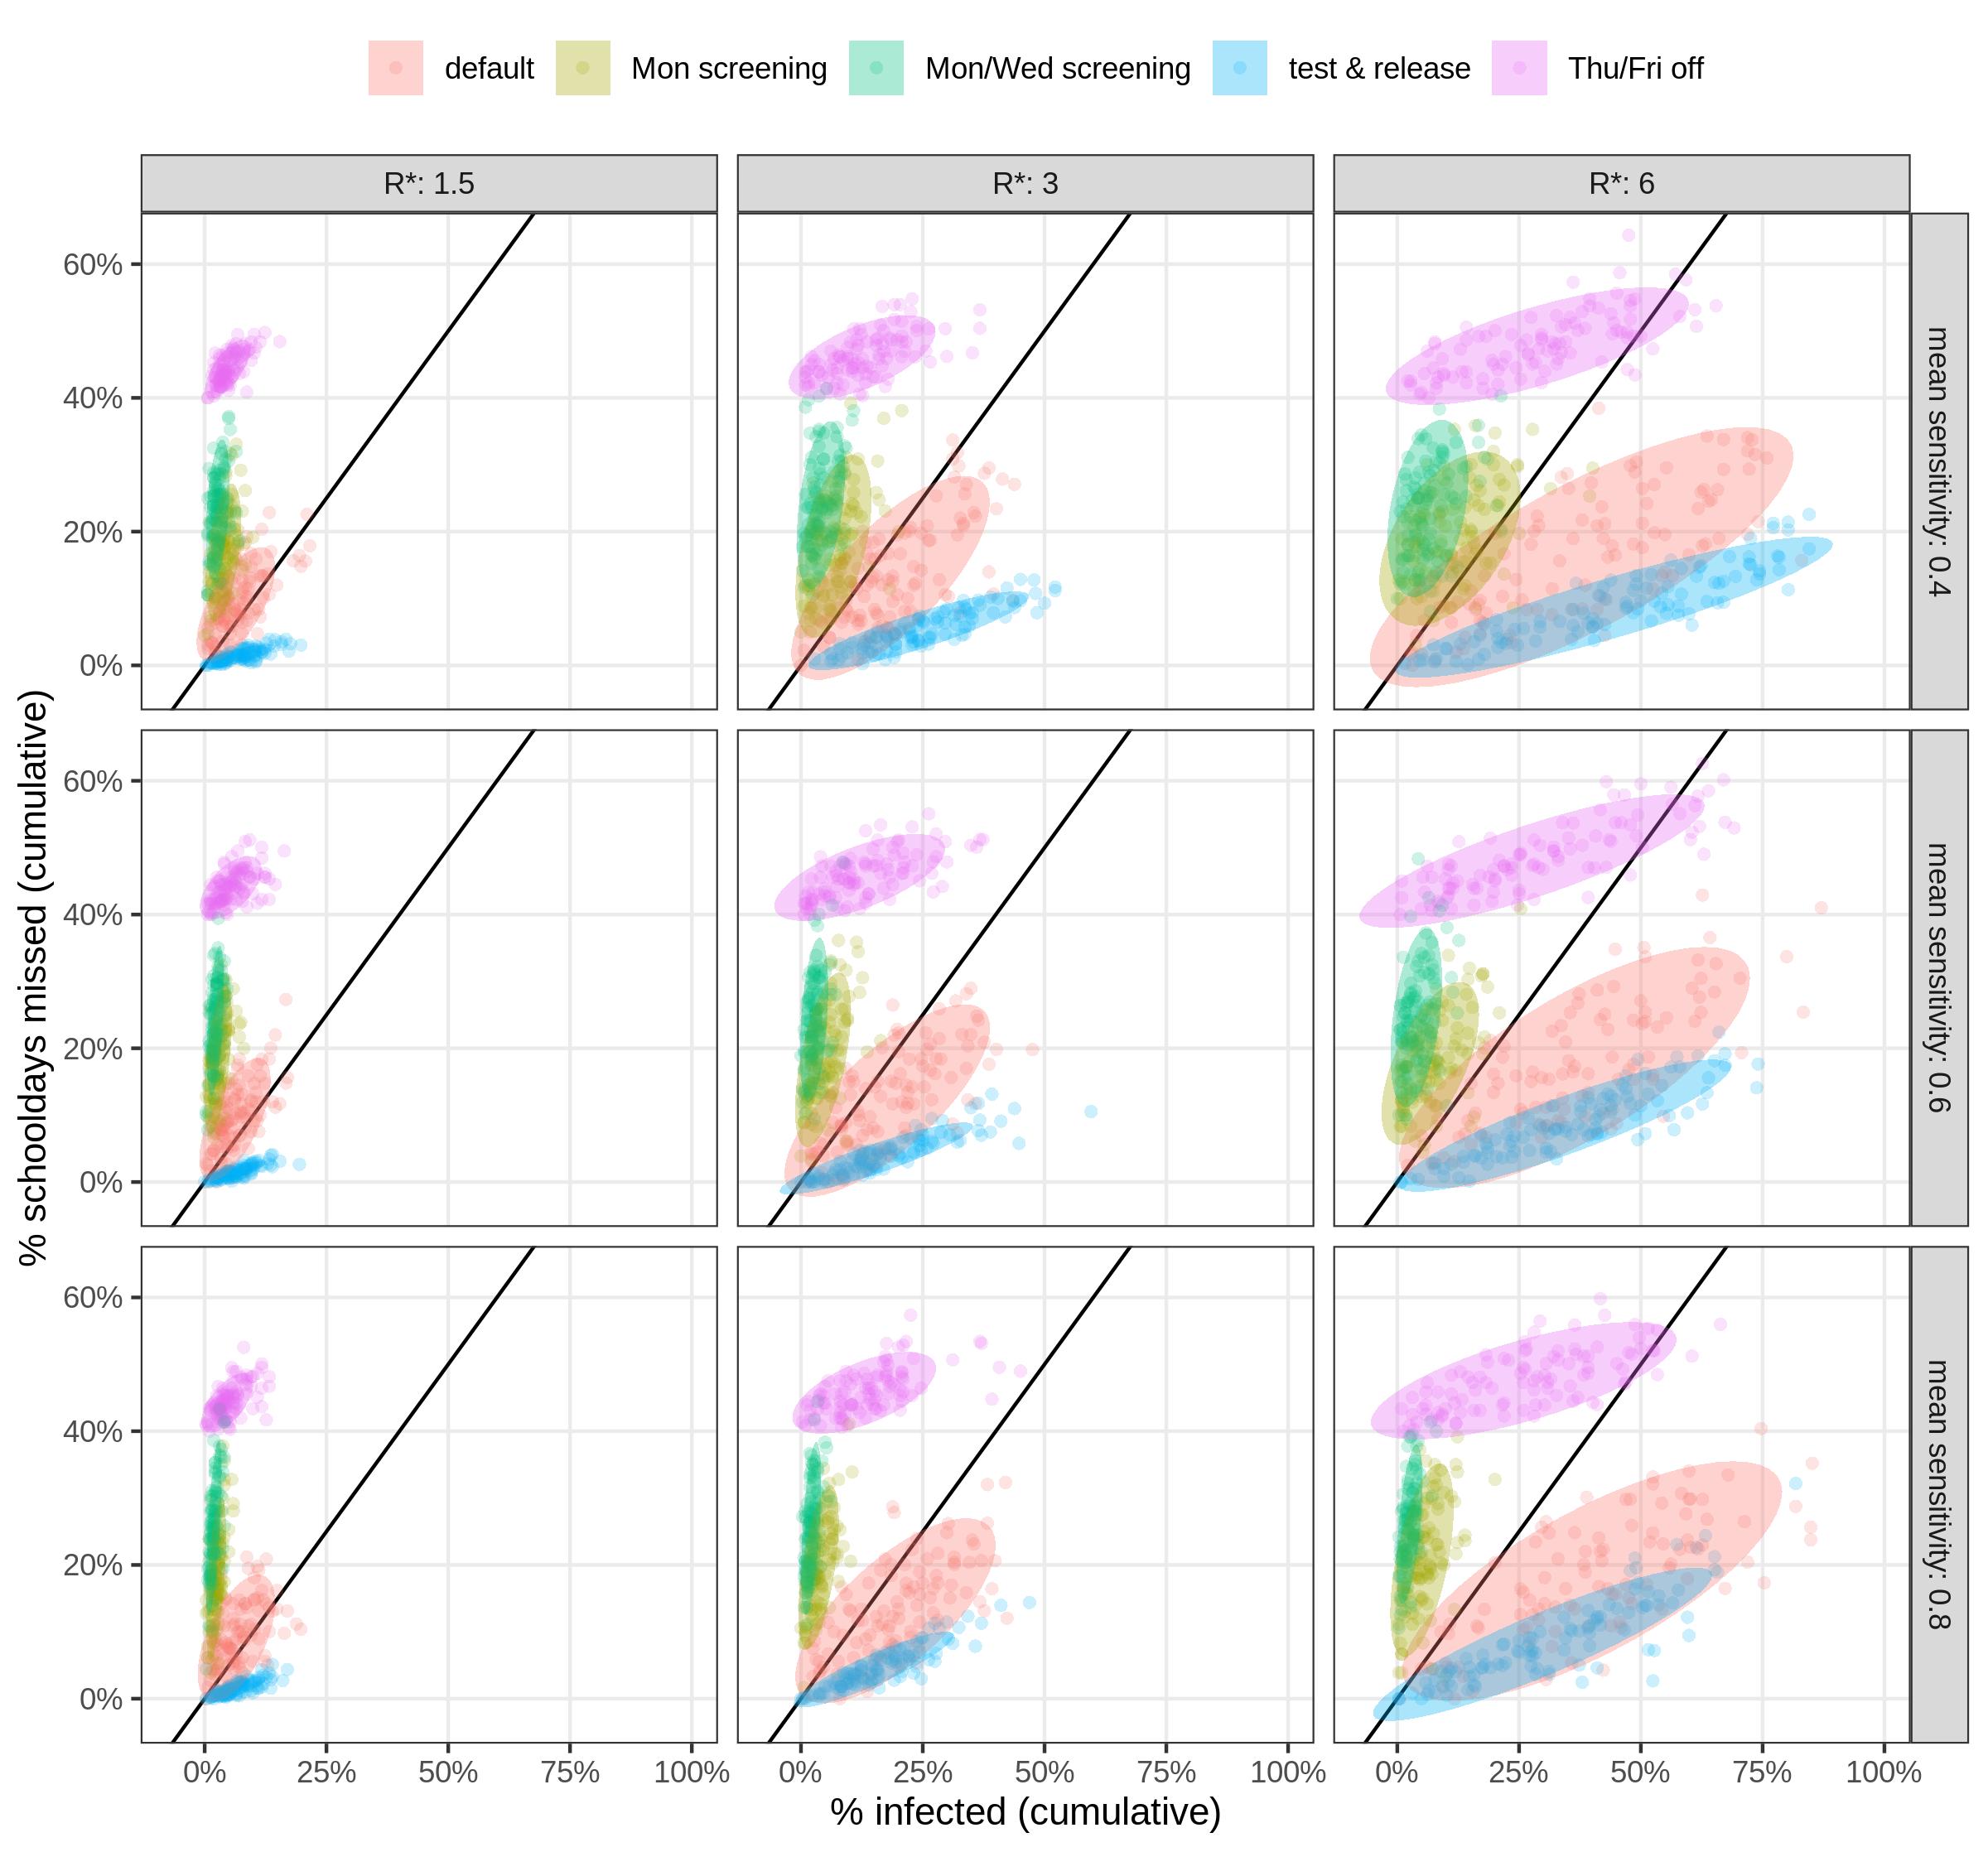 default Mon screening Mon/Wed screening test & release Thu/Fri off
R*: 1.5 R*: 3 R*: 6
60%
40%
20%
0%
mean sensitivity: 0.4
60%
40%
20%
0%
mean sensitivity: 0.6
60%
40%
20%
0%
mean sensitivity: 0.8
% schooldays missed (cumulative)
0% 25% 50% 75% 100% 0% 25% 50% 75% 100% 0% 25% 50% 75% 100%
% infected (cumulative)